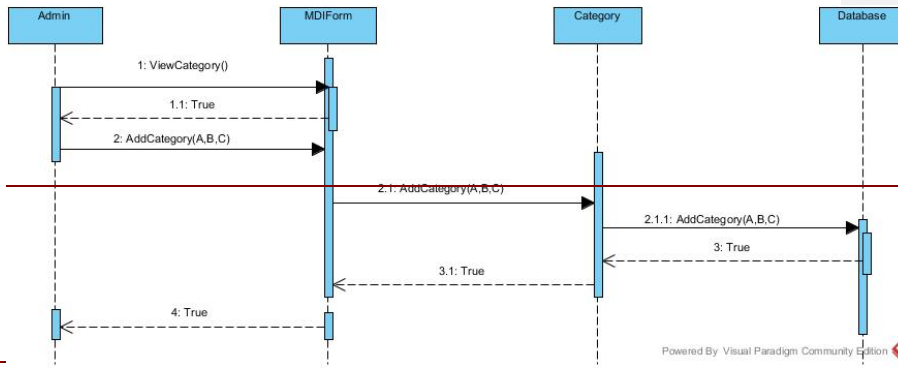 Admin
MDIForm
Category
Database
1: ViewCategory()
1.1: True
2: AddCategory(A,B,C)
2.1: AddCategory(A,B,C)
2.1.1: AddCategory(A,B,C)
3: True
3.1: True
4: True
Powered By Visual Paradigm Community Edition